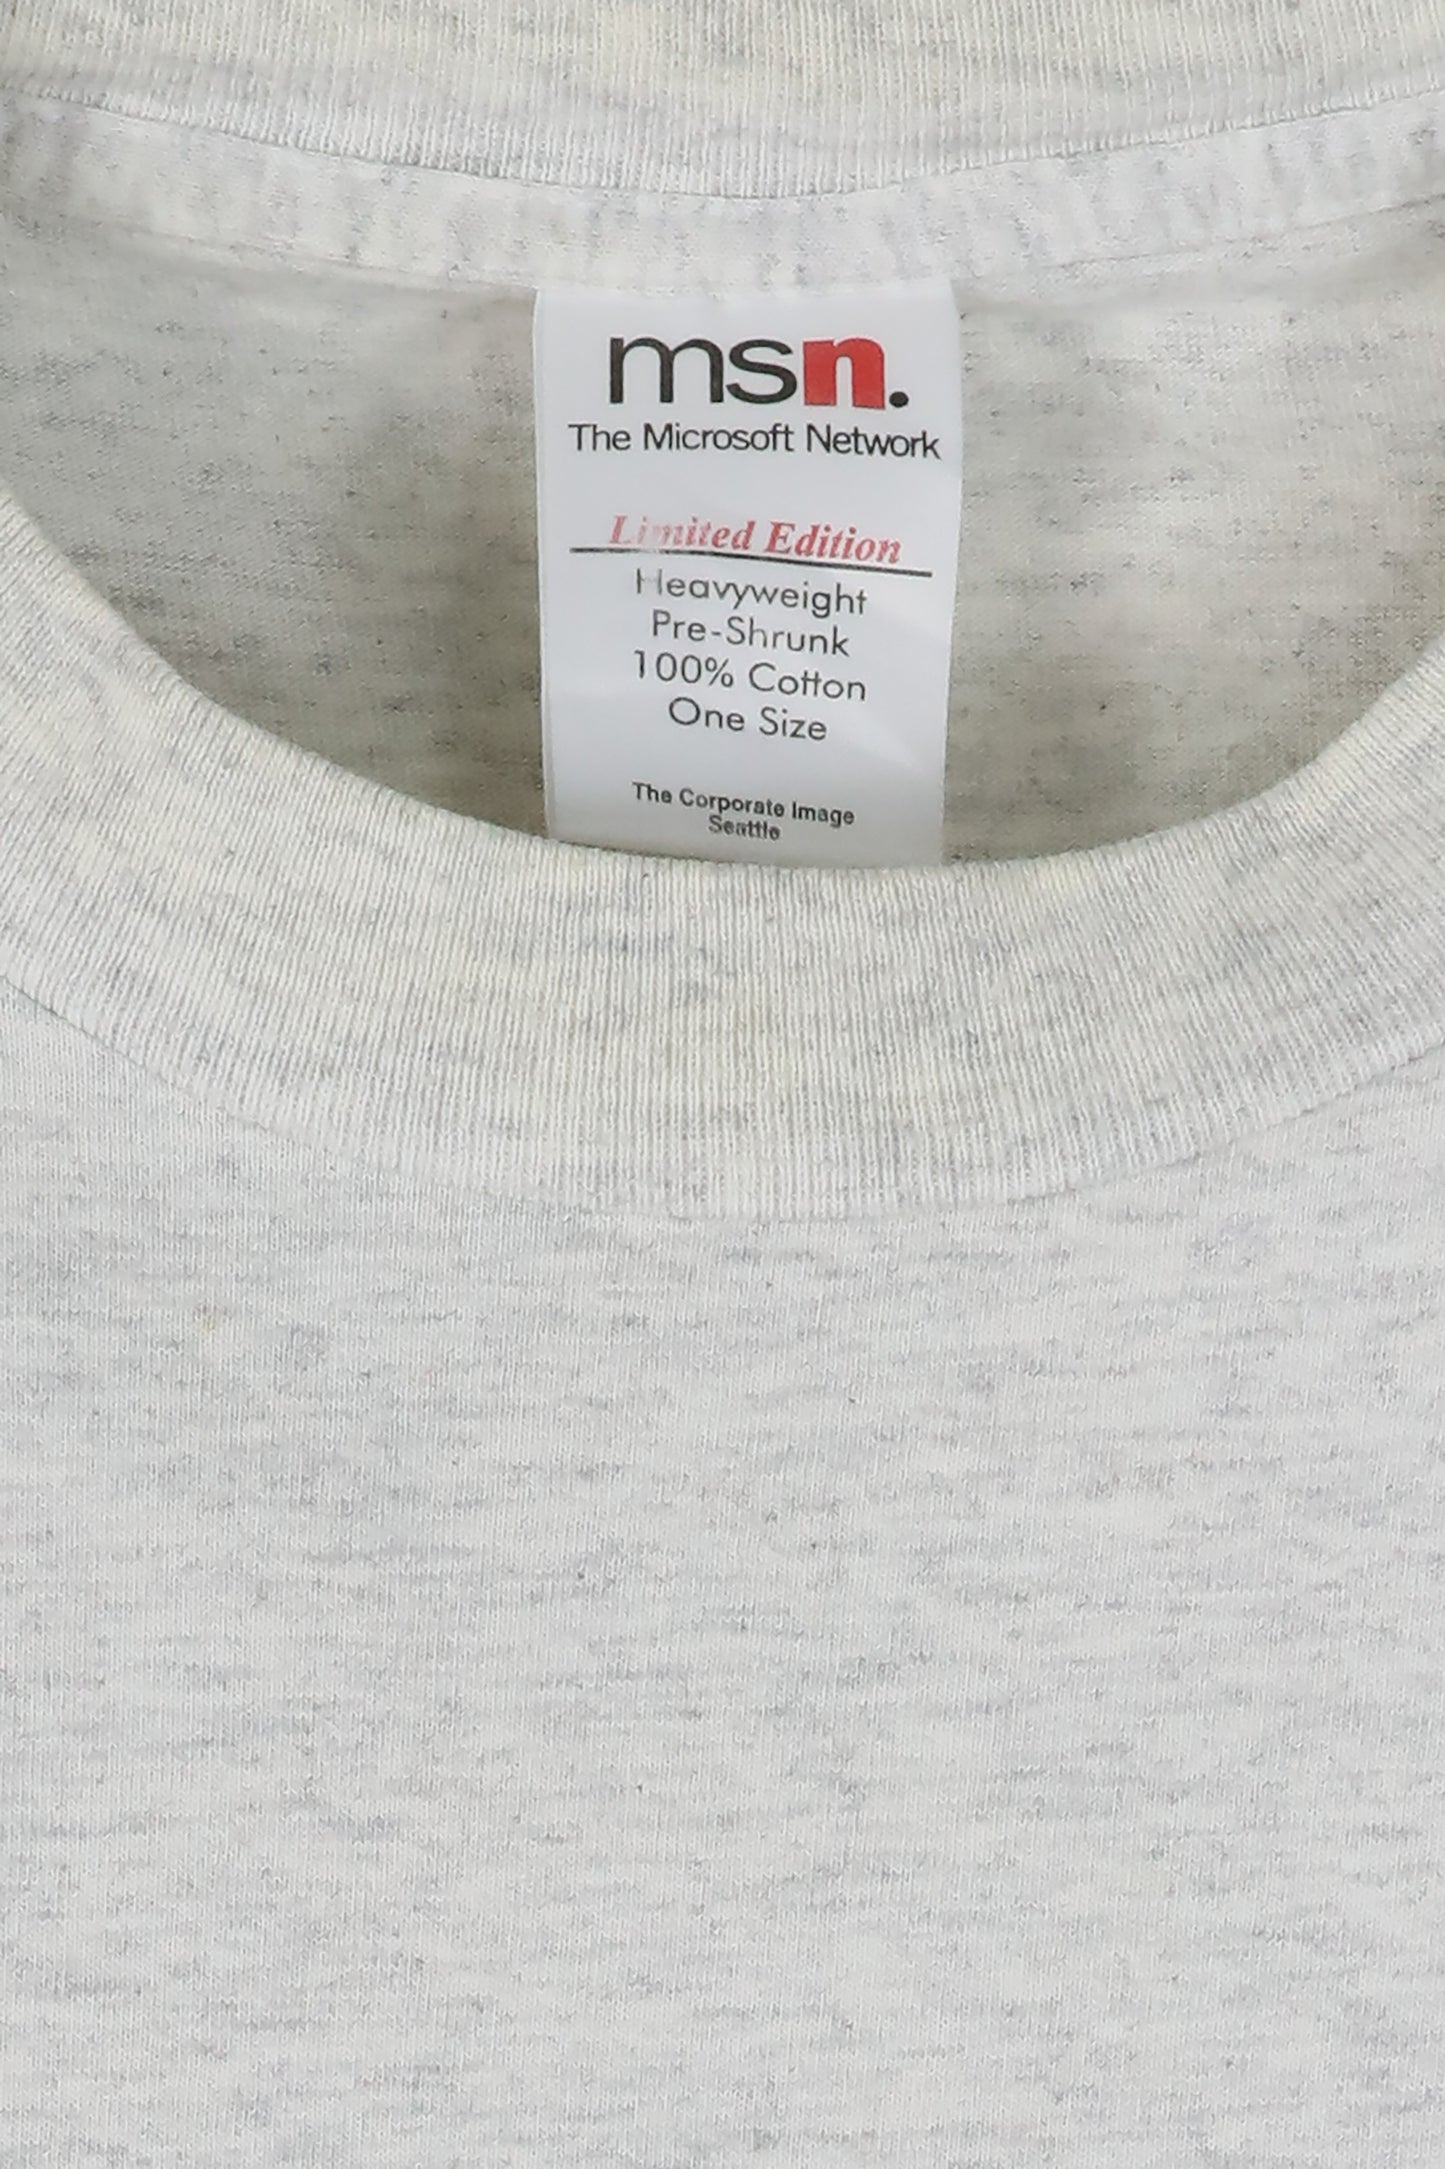 msn.
The Microsoft Network
Limited Edition
Heavyweight
Pre-Shrunk
100% Cotton
One Size
The Corporate Image
Seattle